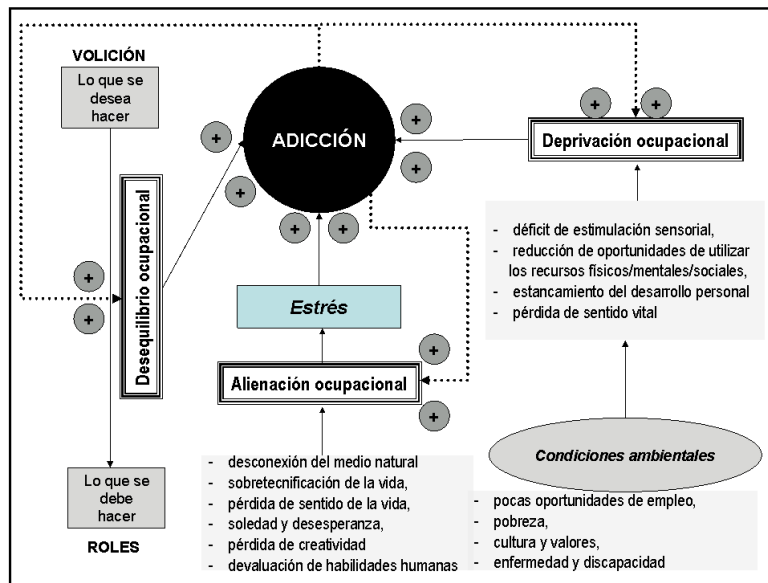 VOLICIÓN
Lo que se
desea
hacer
+
+
ADICCIÓN
+
+
+
+
+
+
Deprivación ocupacional
Desequilibrio ocupacional
+
+
- déficit de estimulación sensorial,
- reducción de oportunidades de utilizar
los recursos físicos/mentales/sociales,
- estancamiento del desarrollo personal
- pérdida de sentido vital
+
+
Estrés
Alienación ocupacional
+
+
Lo que se
debe
hacer
ROLES
- desconexión del medio natural
- sobretecnificación de la vida,
- pérdida de sentido de la vida,
- soledad y desesperanza,
- pérdida de creatividad
- devaluación de habilidades humanas
Condiciones ambientales
- pocas oportunidades de empleo,
- pobreza,
- cultura y valores,
- enfermedad y discapacidad